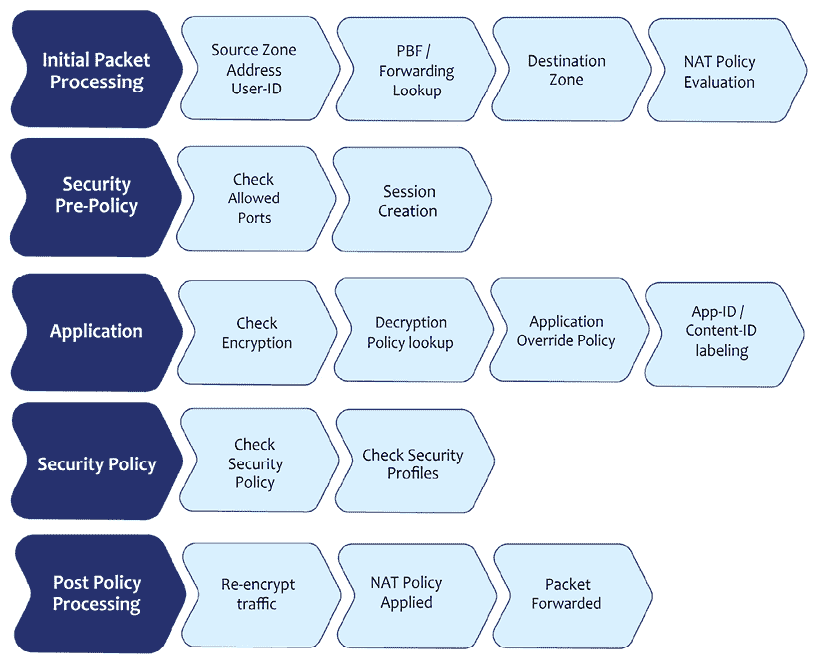 Initial Packet
Processing
Source Zone
Address
User-ID
PBF /
Forwarding
Lookup
Destination
Zone
NAT Policy
Evaluation
Security
Pre-Policy
Check
Allowed
Ports
Session
Creation
Application
Check
Encryption
Decryption
Policy lookup
Application
Override Policy
App-ID /
Content-ID
labeling
Security Policy
Check
Security
Policy
Check Security
Profiles
Post Policy
Processing
Re-encrypt
traffic
NAT Policy
Applied
Packet
Forwarded